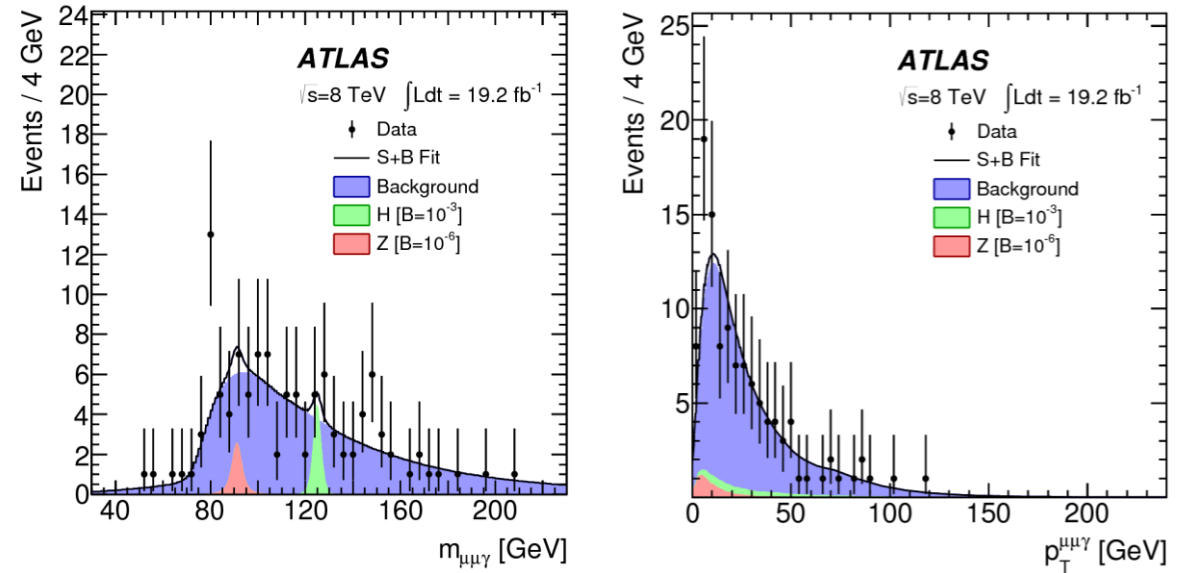 Events / 4 GeV
24
22
20
18
16
14
12
10
8
6
4
2
0
ATLAS
√s=8 TeV ∫Ldt = 19.2 fb⁻¹
Data
S+B Fit
Background
H [B=10⁻³]
Z [B=10⁻⁶]
40 80 120 160 200
m_μμγ [GeV]
Events / 4 GeV
25
20
15
10
5
ATLAS
√s=8 TeV ∫Ldt = 19.2 fb⁻¹
Data
S+B Fit
Background
H [B=10⁻³]
Z [B=10⁻⁶]
0 50 100 150 200
p_T^μμγ [GeV]